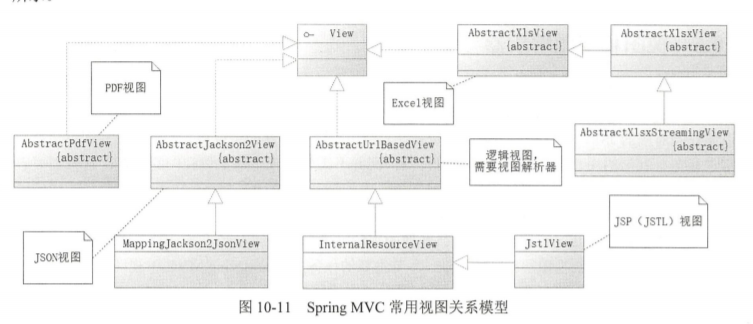 View
AbstractXlsView
{abstract}
AbstractXlsxView
{abstract}
PDF视图
Excel视图
AbstractPdfView
{abstract}
AbstractJackson2View
{abstract}
AbstractUrlBasedView
{abstract}
逻辑视图，
需要视图解析器
AbstractXlsxStreamingView
{abstract}
JSON视图
MappingJackson2JsonView
InternalResourceView
JstlView
JSP（JSTL）视图
图 10-11 Spring MVC 常用视图关系模型